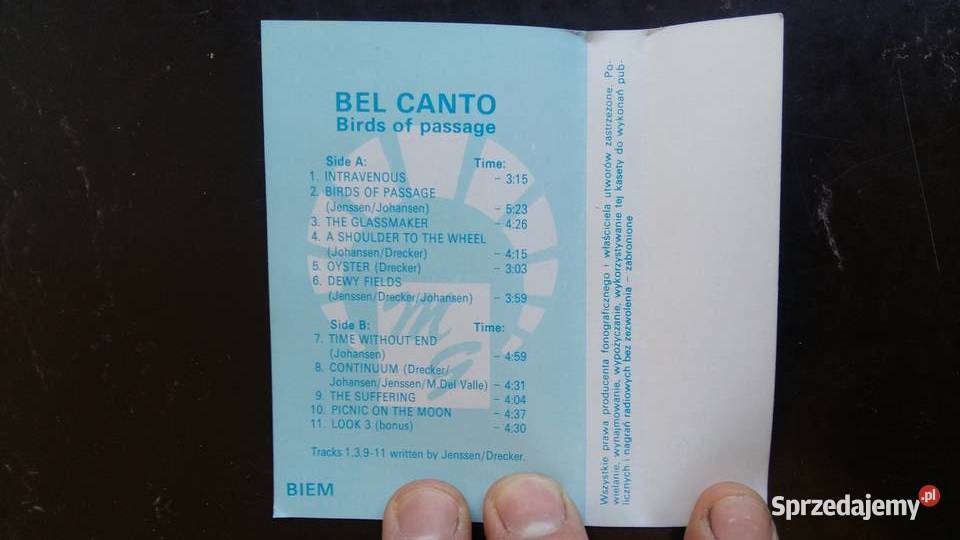 BEL CANTO
Birds of passage
Side A: Time:
1. INTRAVENOUS - 3:15
2. BIRDS OF PASSAGE
(Jenssen/Johansen) - 5:23
3. THE GLASSMAKER - 4:26
4. A SHOULDER TO THE WHEEL
(Johansen/Drecker) - 4:15
5. OYSTER (Drecker) - 3:03
6. DEWY FIELDS
(Jenssen/Drecker/Johansen) - 3:59
Side B: Time:
7. TIME WITHOUT END
(Johansen) - 4:59
8. CONTINUUM (Drecker/
Johansen/Jenssen/M.Del Valle) - 4:31
9. THE SUFFERING - 4:04
10. PICNIC ON THE MOON - 4:37
11. LOOK 3 (bonus) - 4:30
Tracks 1,3,9-11 written by Jenssen/Drecker.
BIEM
MG
Wszystkie prawa producenta fonograficznego i właściciela utworów zastrzeżone. Po-
wielanie, wynajmowanie, wypożyczanie, wykorzystywanie tej kasety do wykonań pub-
licznych i nagrań radiowych bez zezwolenia - zabronione
Sprzedajemy.pl